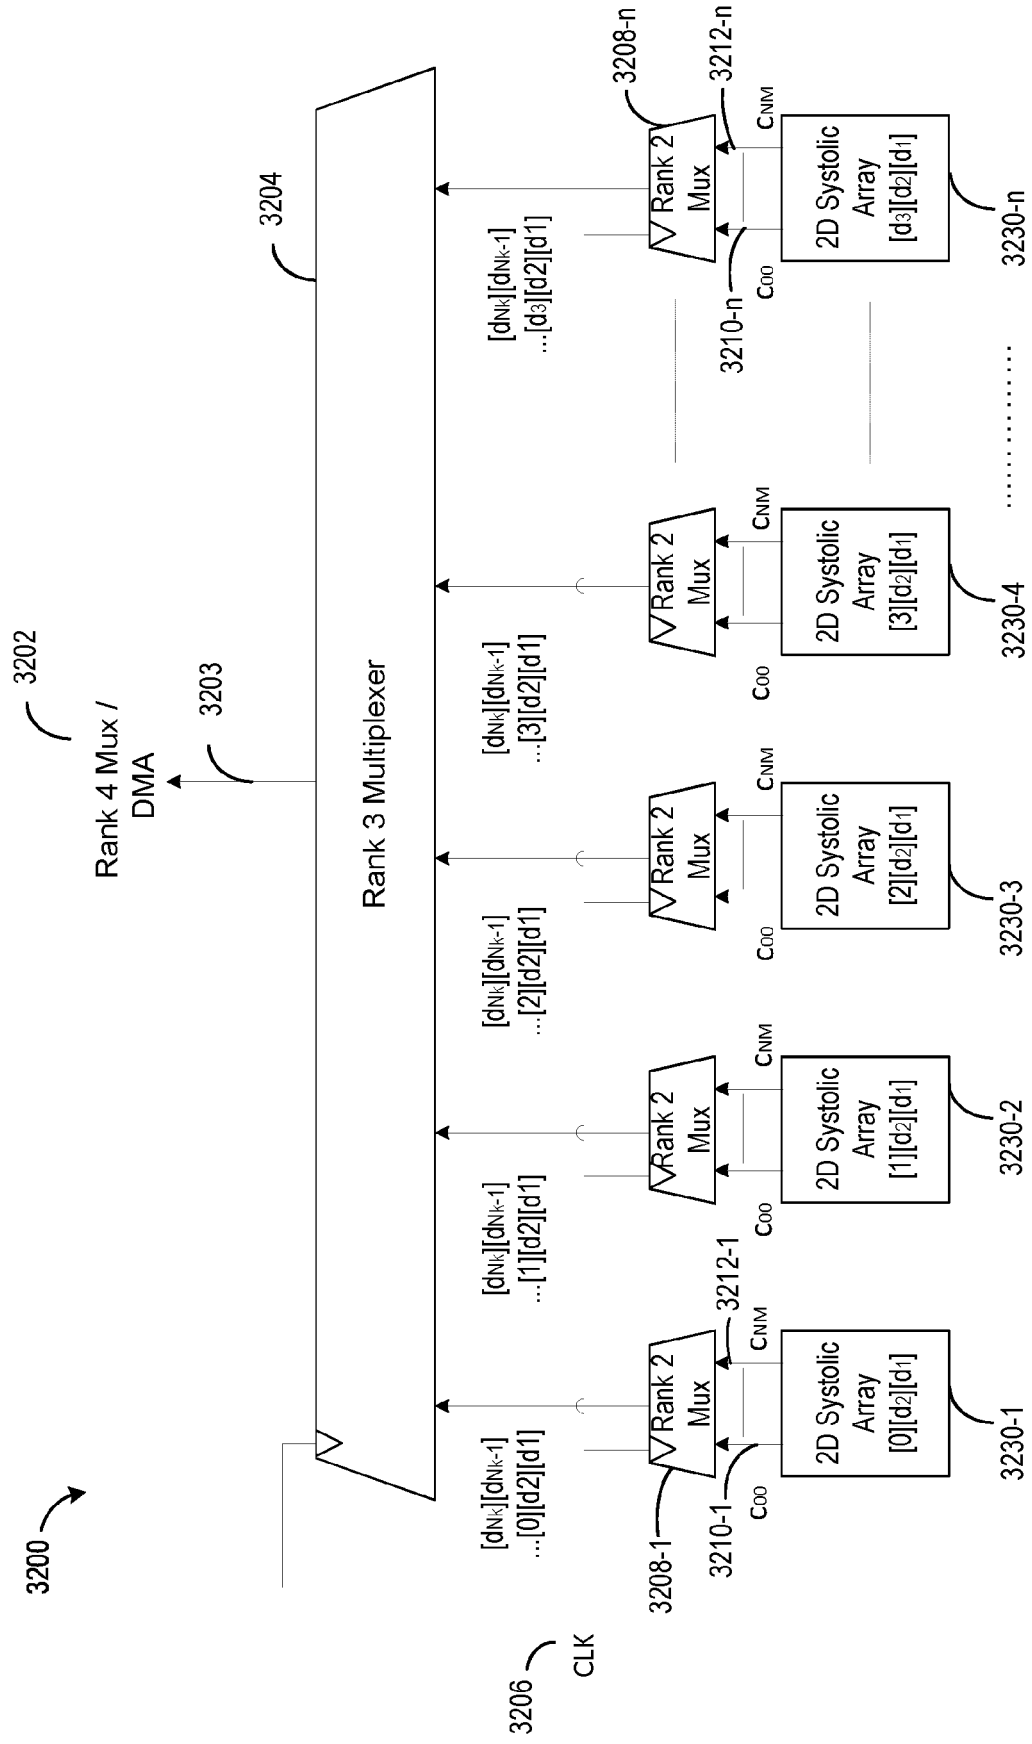 3200
Rank 4 Mux /
DMA
3202
3203
3204
Rank 3 Multiplexer
3206
CLK
[dNk][dNk-1]
...[0][d2][d1]
[dNk][dNk-1]
...[1][d2][d1]
[dNk][dNk-1]
...[2][d2][d1]
[dNk][dNk-1]
...[3][d2][d1]
[dNk][dNk-1]
...[d3][d2][d1]
3208-1
Rank 2
Mux
Rank 2
Mux
Rank 2
Mux
Rank 2
Mux
Rank 2
Mux
3208-n
3210-1
3212-1
3210-n
3212-n
C00
CNM
C00
CNM
C00
CNM
C00
CNM
C00
CNM
2D Systolic
Array
[0][d2][d1]
2D Systolic
Array
[1][d2][d1]
2D Systolic
Array
[2][d2][d1]
2D Systolic
Array
[3][d2][d1]
2D Systolic
Array
[d3][d2][d1]
3230-1
3230-2
3230-3
3230-4
..............
3230-n